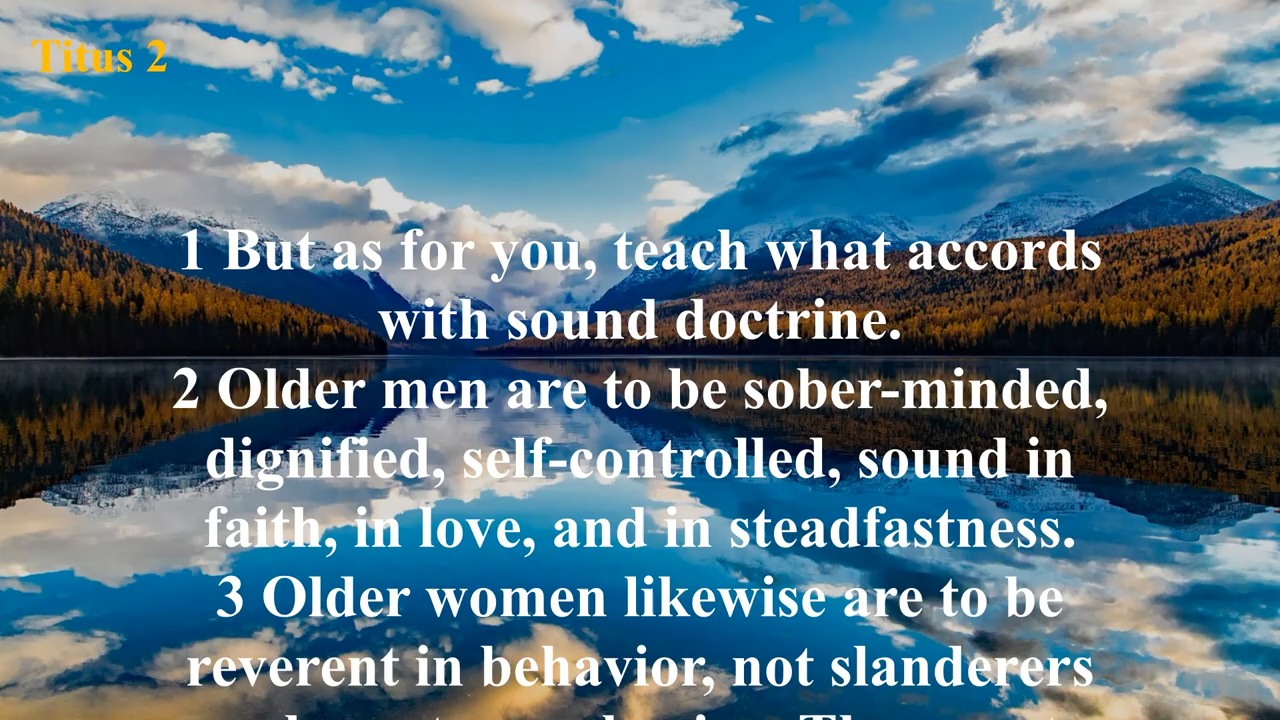 Titus 2
1 But as for you, teach what accords
with sound doctrine.
2 Older men are to be sober-minded,
dignified, self-controlled, sound in
faith, in love, and in steadfastness.
3 Older women likewise are to be
reverent in behavior, not slanderers